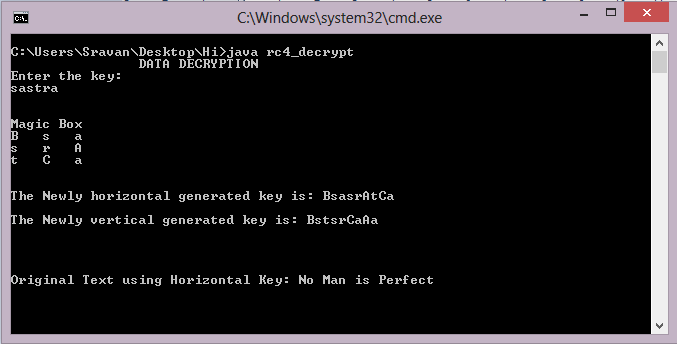 C:\Windows\system32\cmd.exe
C:\Users\Sravan\Desktop\Hi>java rc4_decrypt
DATA DECRYPTION
Enter the key:
sastra
Magic Box
B s a
s r A
t C a
The Newly horizontal generated key is: BsasrAtCa
The Newly vertical generated key is: BstsrCaAa
Original Text using Horizontal Key: No Man is Perfect